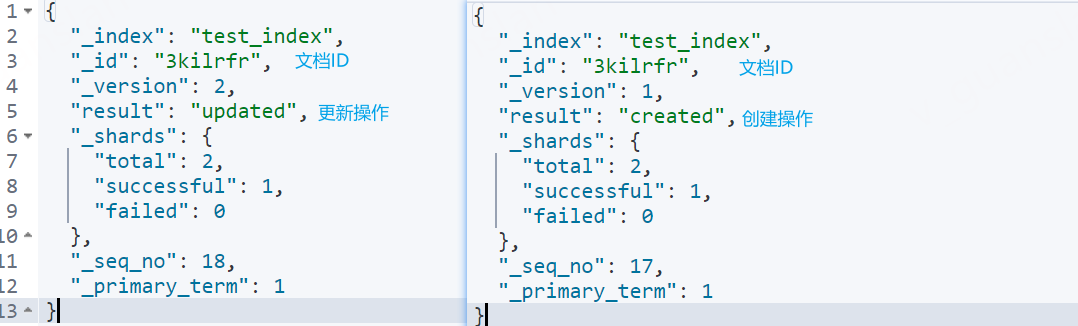 1 {
2 "_index": "test_index",
3 "_id": "3kilrfr", 文档ID
4 "_version": 2,
5 "result": "updated", 更新操作
6 "_shards": {
7 "total": 2,
8 "successful": 1,
9 "failed": 0
10 },
11 "_seq_no": 18,
12 "_primary_term": 1
13 }
{
"_index": "test_index",
"_id": "3kilrfr", 文档ID
"_version": 1,
"result": "created", 创建操作
"_shards": {
"total": 2,
"successful": 1,
"failed": 0
},
"_seq_no": 17,
"_primary_term": 1
}